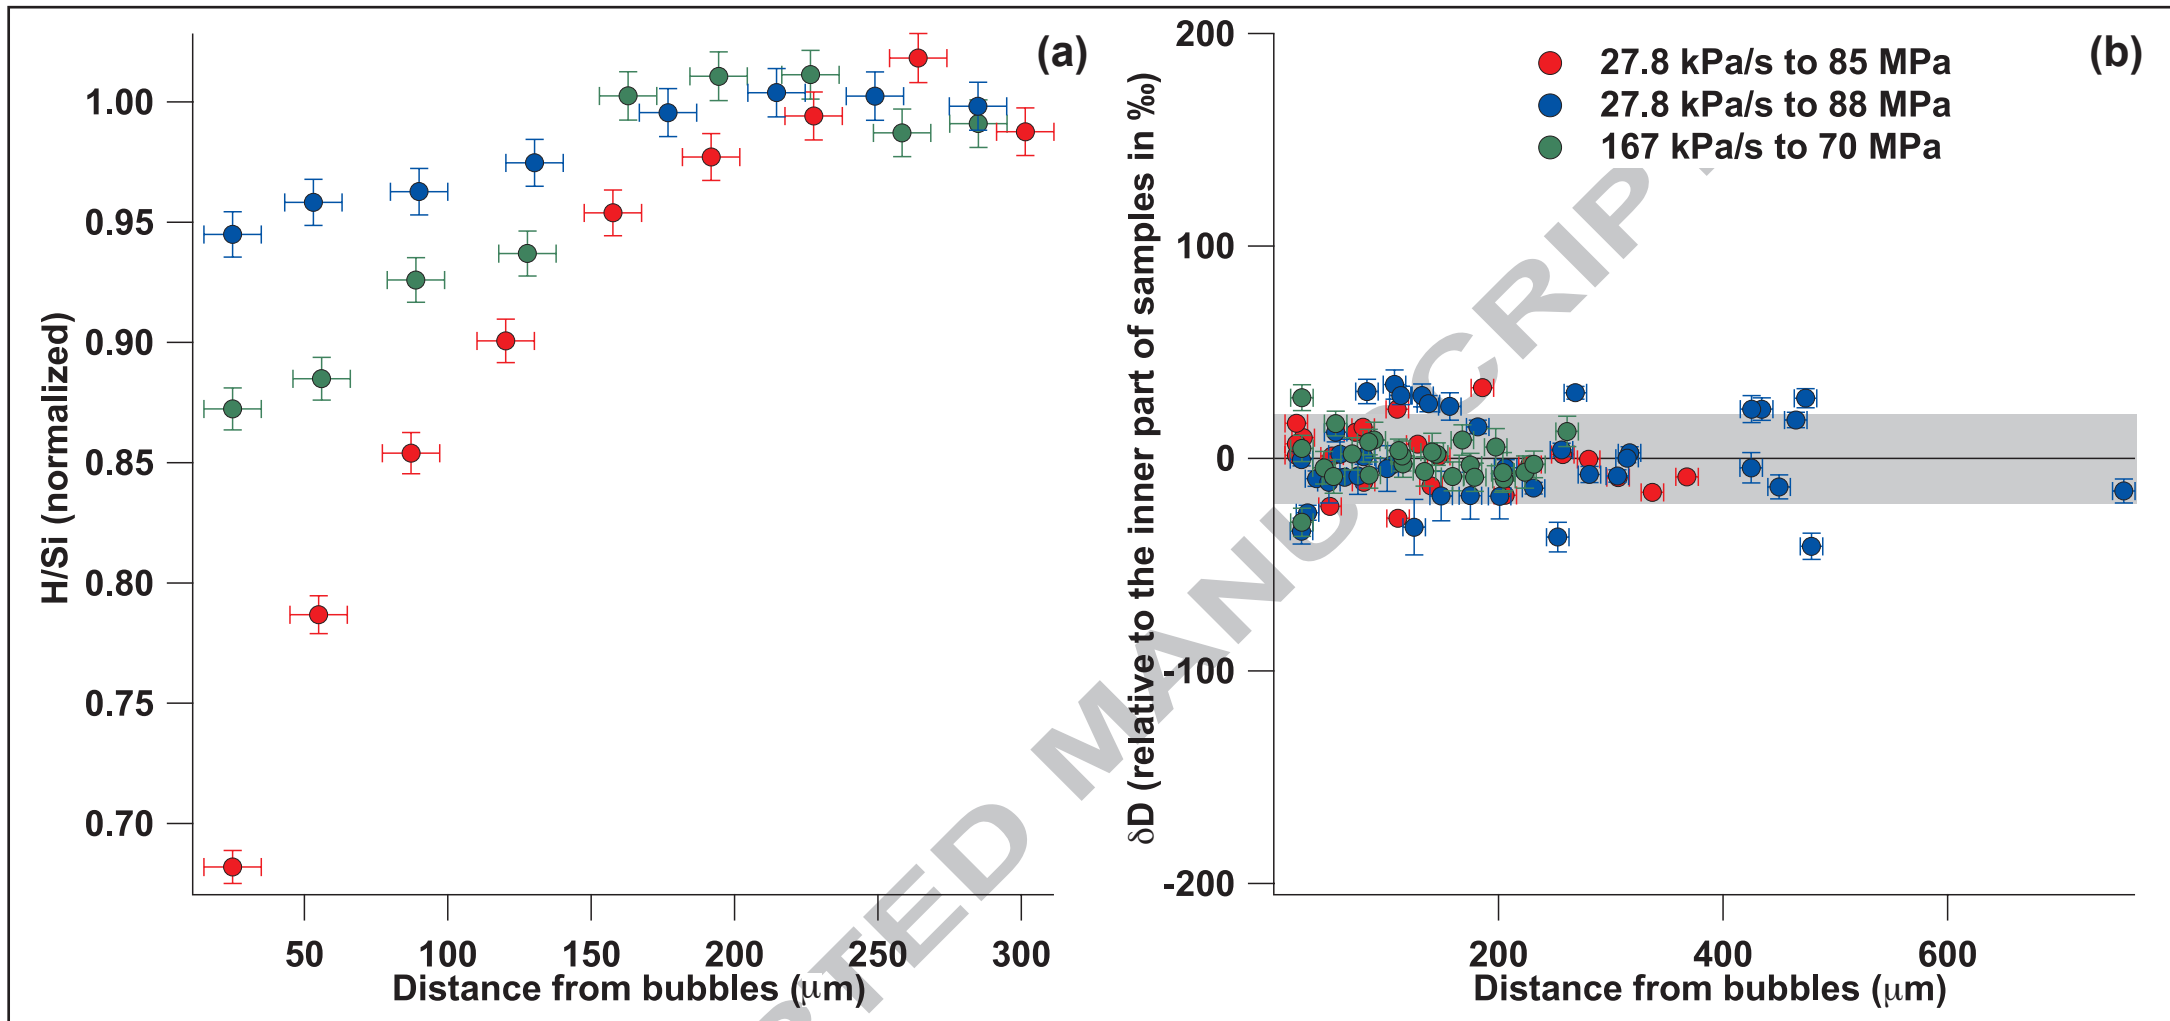 (a)
H/Si (normalized)
1.00
0.95
0.90
0.85
0.80
0.75
0.70
50 100 150 200 250 300
Distance from bubbles (μm)
(b)
27.8 kPa/s to 85 MPa
27.8 kPa/s to 88 MPa
167 kPa/s to 70 MPa
δD (relative to the inner part of samples in ‰)
200
100
0
-100
-200
200 400 600
Distance from bubbles (μm)
TED MANUSCRIP